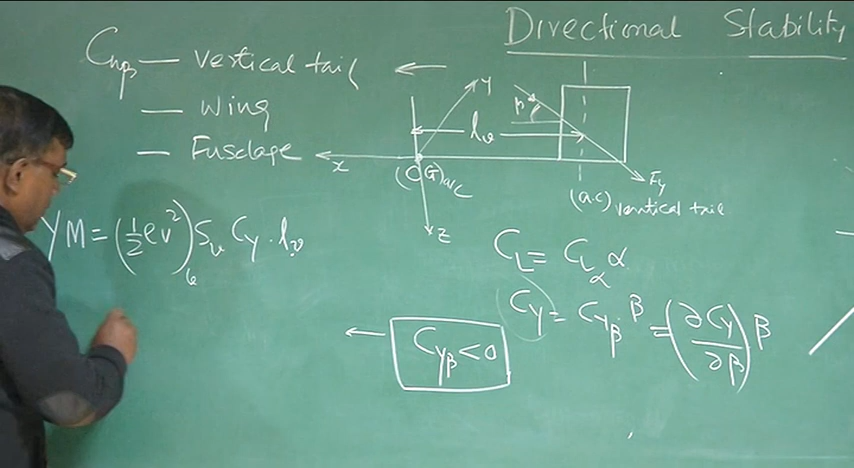 Directional Stability
Cnβ — vertical tail
— Wing
— Fuselage
y
β
lv
x
(CG)a/c
z
Fy
(a.c) vertical tail
YM = (1/2 ρv²)t Sv Cy . lv
CL = CLα α
Cy = Cyβ β = (∂Cy/∂β) β
Cyβ < 0